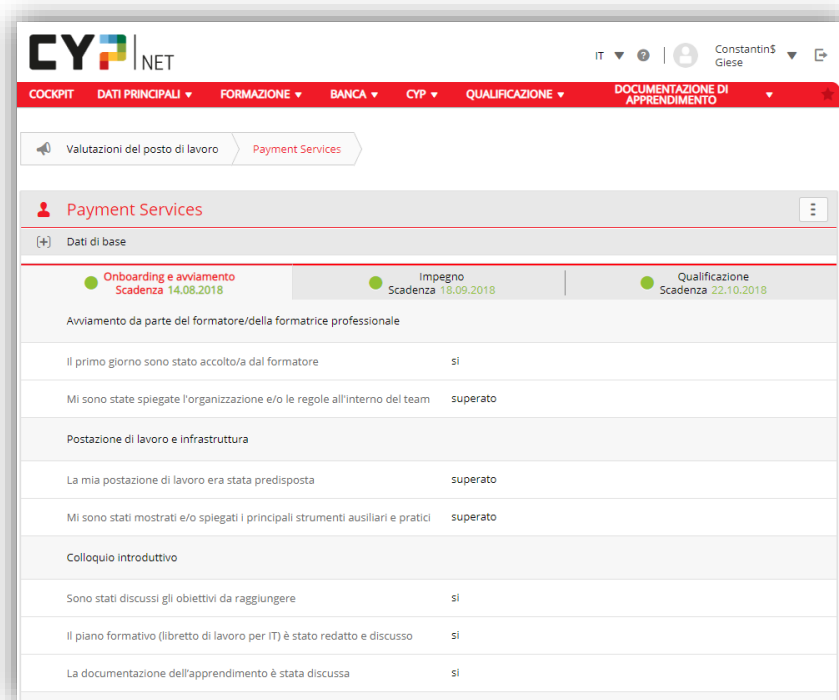 CYP NET
IT
Constantin$
Giese
COCKPIT DATI PRINCIPALI FORMAZIONE BANCA CYP QUALIFICAZIONE DOCUMENTAZIONE DI
APPRENDIMENTO
Valutazioni del posto di lavoro Payment Services
Payment Services
[+] Dati di base
Onboarding e avviamento
Scadenza 14.08.2018
Impegno
Scadenza 18.09.2018
Qualificazione
Scadenza 22.10.2018
Avviamento da parte del formatore/della formatrice professionale
Il primo giorno sono stato accolto/a dal formatore si
Mi sono state spiegate l'organizzazione e/o le regole all'interno del team superato
Postazione di lavoro e infrastruttura
La mia postazione di lavoro era stata predisposta superato
Mi sono stati mostrati e/o spiegati i principali strumenti ausiliari e pratici superato
Colloquio introduttivo
Sono stati discussi gli obiettivi da raggiungere si
Il piano formativo (libretto di lavoro per IT) è stato redatto e discusso si
La documentazione dell'apprendimento è stata discussa si